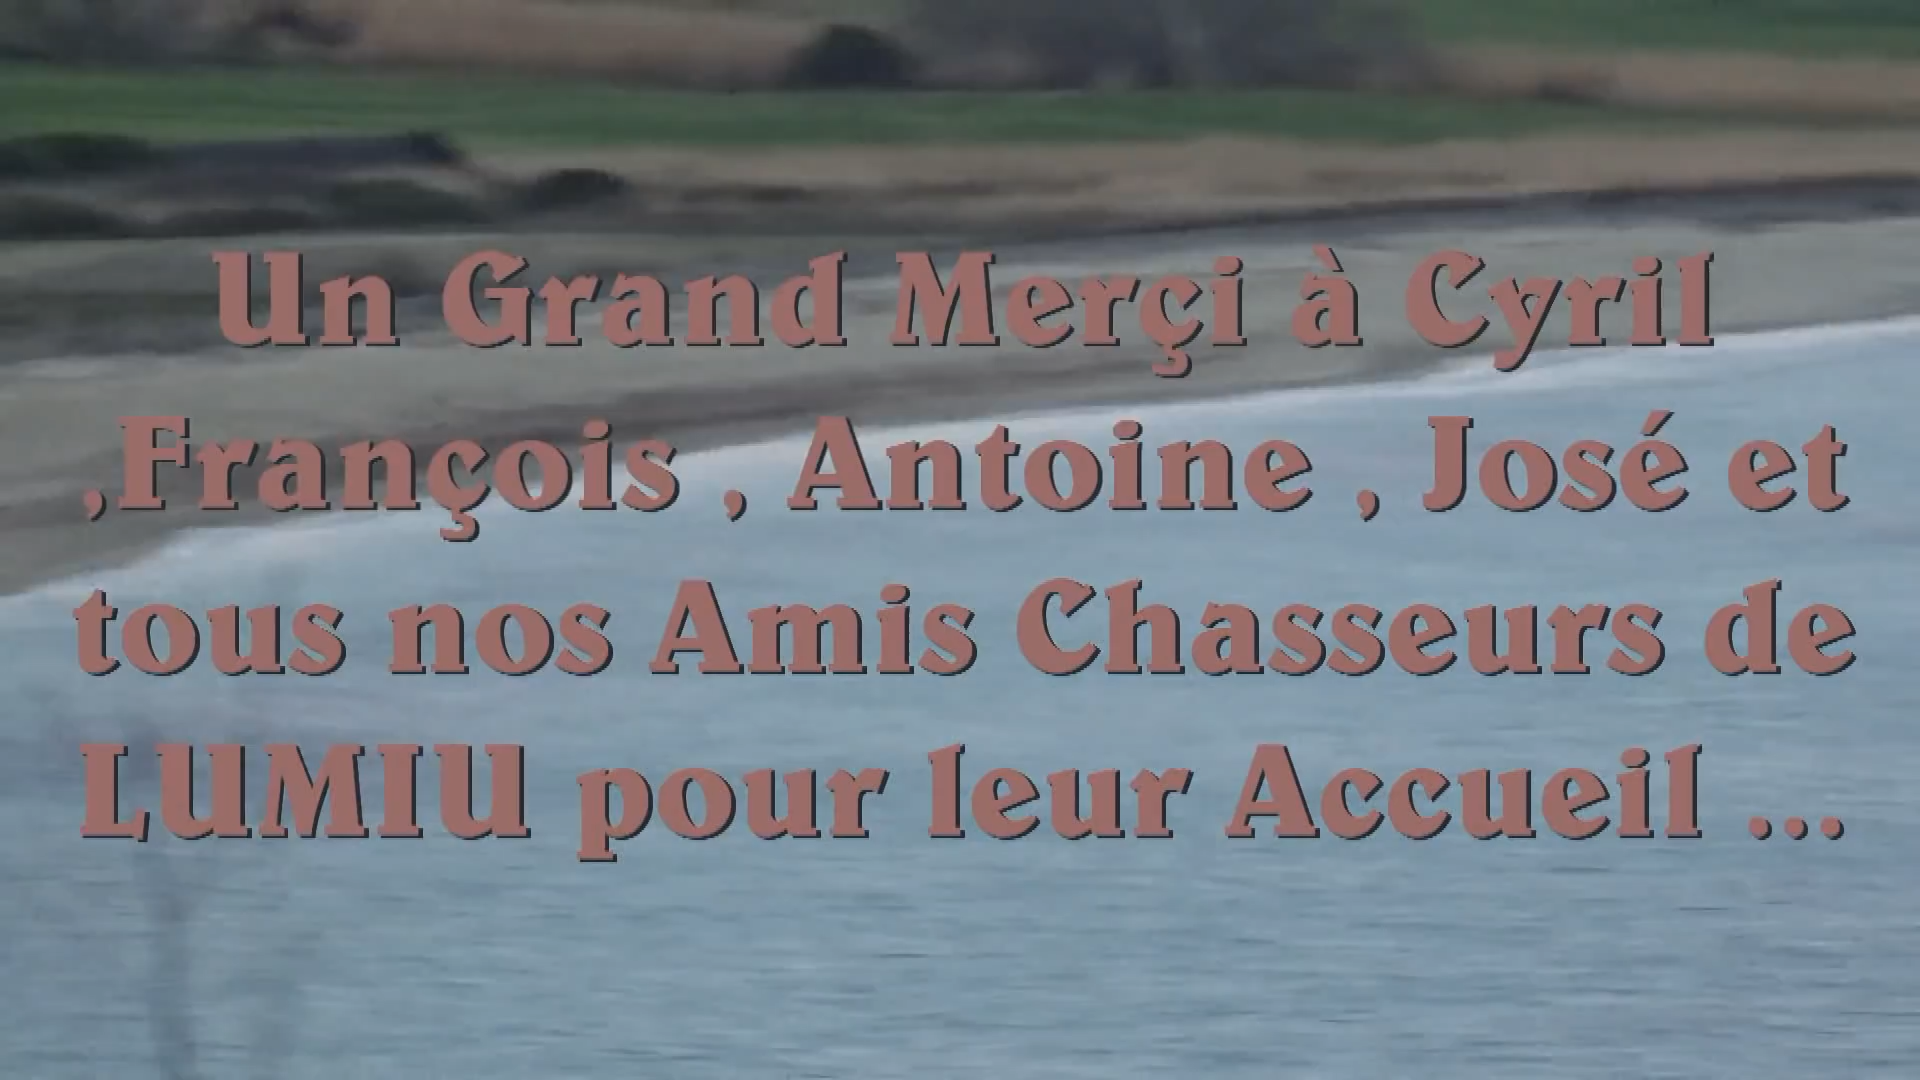 Un Grand Merçi à Cyril
,François , Antoine , José et
tous nos Amis Chasseurs de
LUMIU pour leur Accueil ...